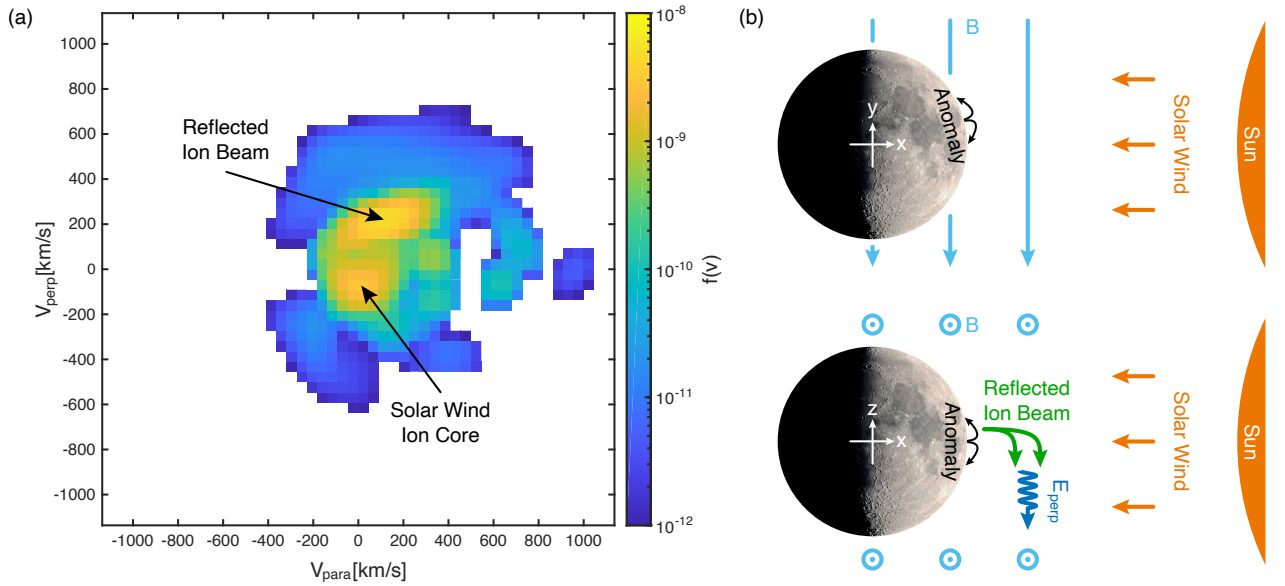 (a)
1000
800
600
400
200
0
-200
-400
-600
-800
-1000
V_perp[km/s]
-1000 -800 -600 -400 -200 0 200 400 600 800 1000
V_para[km/s]
Reflected
Ion Beam
Solar Wind
Ion Core
10^-8
10^-9
10^-10
10^-11
10^-12
f(v)
(b)
B
y
x
Anomaly
Solar Wind
Sun
B
z
x
Anomaly
Reflected
Ion Beam
E_perp
Solar Wind
Sun